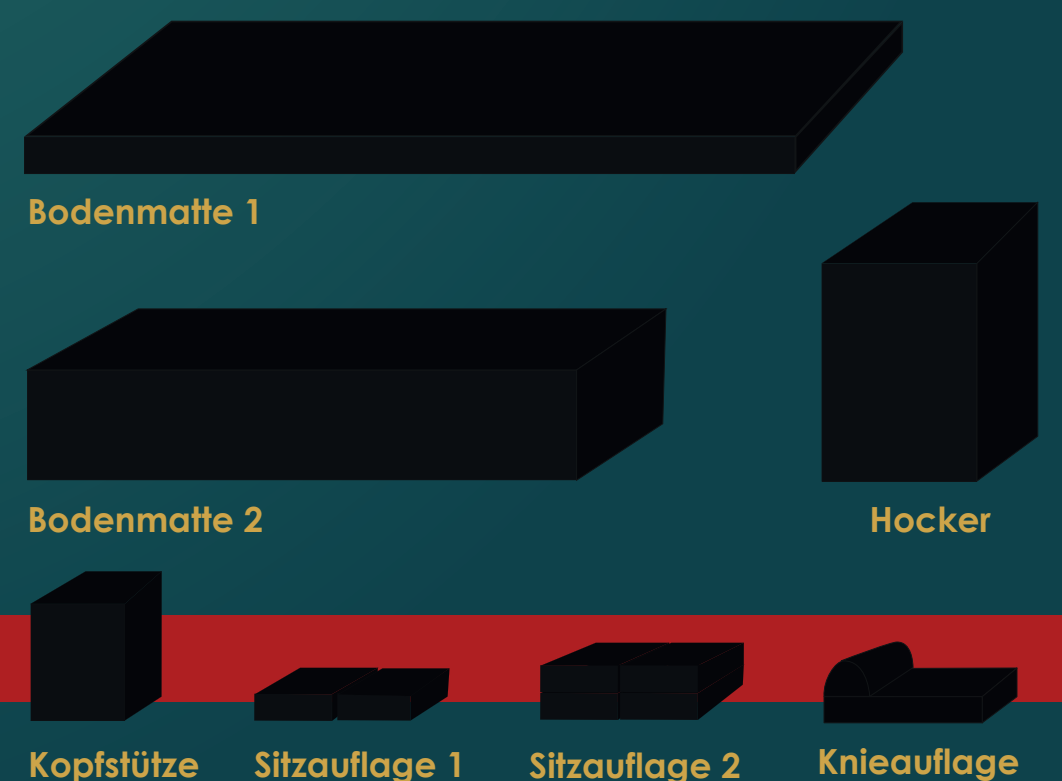 Bodenmatte 1
Bodenmatte 2
Hocker
Kopfstütze
Sitzauflage 1
Sitzauflage 2
Knieauflage